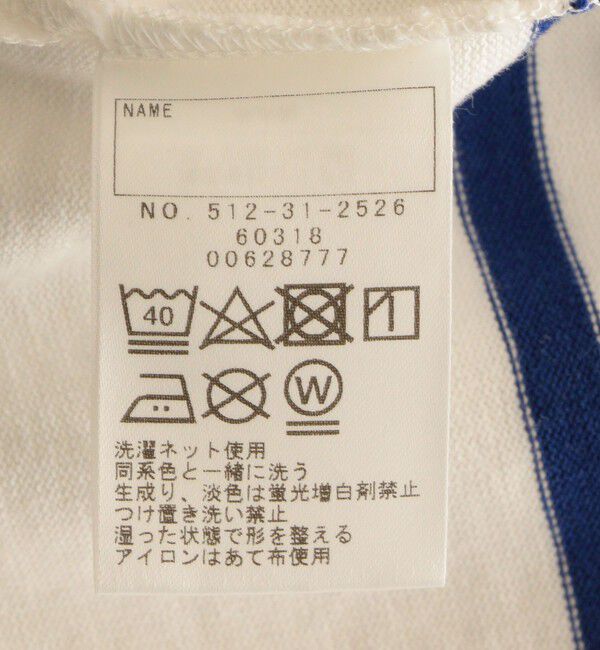 NAME
NO. 512-31-2526
60318
00628777
40
W
洗濯ネット使用
同系色と一緒に洗う
生成り、淡色は蛍光増白剤禁止
つけ置き洗い禁止
湿った状態で形を整える
アイロンはあて布使用